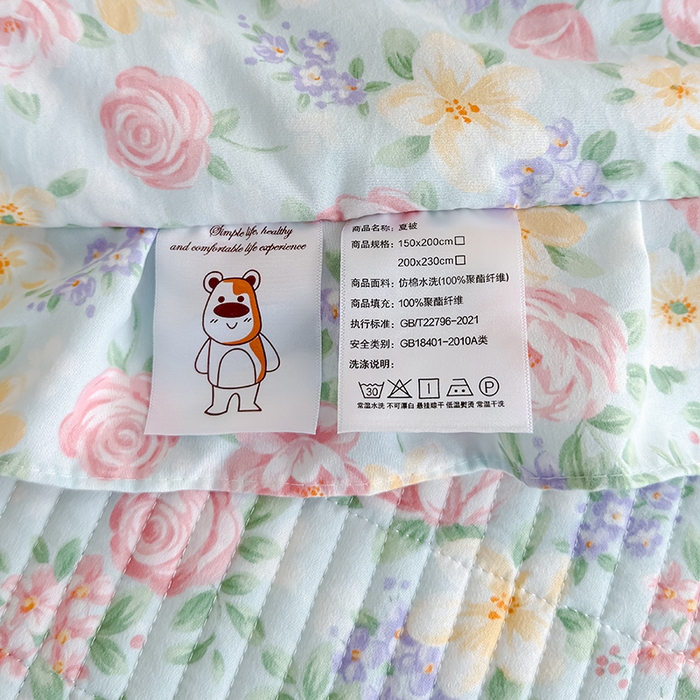 Simple life, healthy
and comfortable life experience
商品名称：夏被
商品规格：150x200cm□
200x230cm□
商品面料：仿棉水洗(100%聚酯纤维)
商品填充：100%聚酯纤维
执行标准：GB/T22796-2021
安全类别：GB18401-2010A类
洗涤说明：
30 P
常温水洗 不可漂白 悬挂晾干 低温熨烫 常温干洗